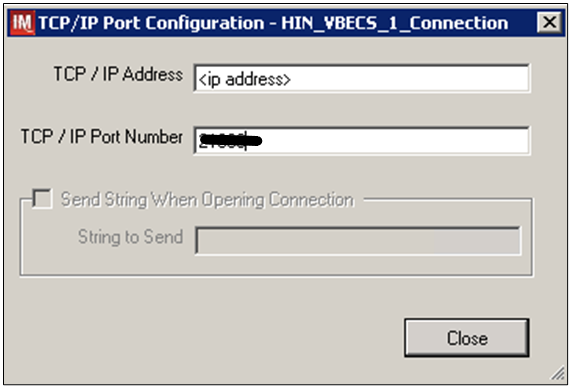 IM TCP/IP Port Configuration - HIN_VBECS_1_Connection
TCP / IP Address <ip address>
TCP / IP Port Number
Send String When Opening Connection
String to Send
Close